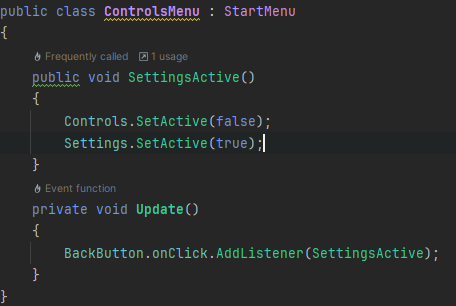 public class ControlsMenu : StartMenu
{
Frequently called 1 usage
public void SettingsActive()
{
Controls.SetActive(false);
Settings.SetActive(true);
}
Event function
private void Update()
{
BackButton.onClick.AddListener(SettingsActive);
}
}